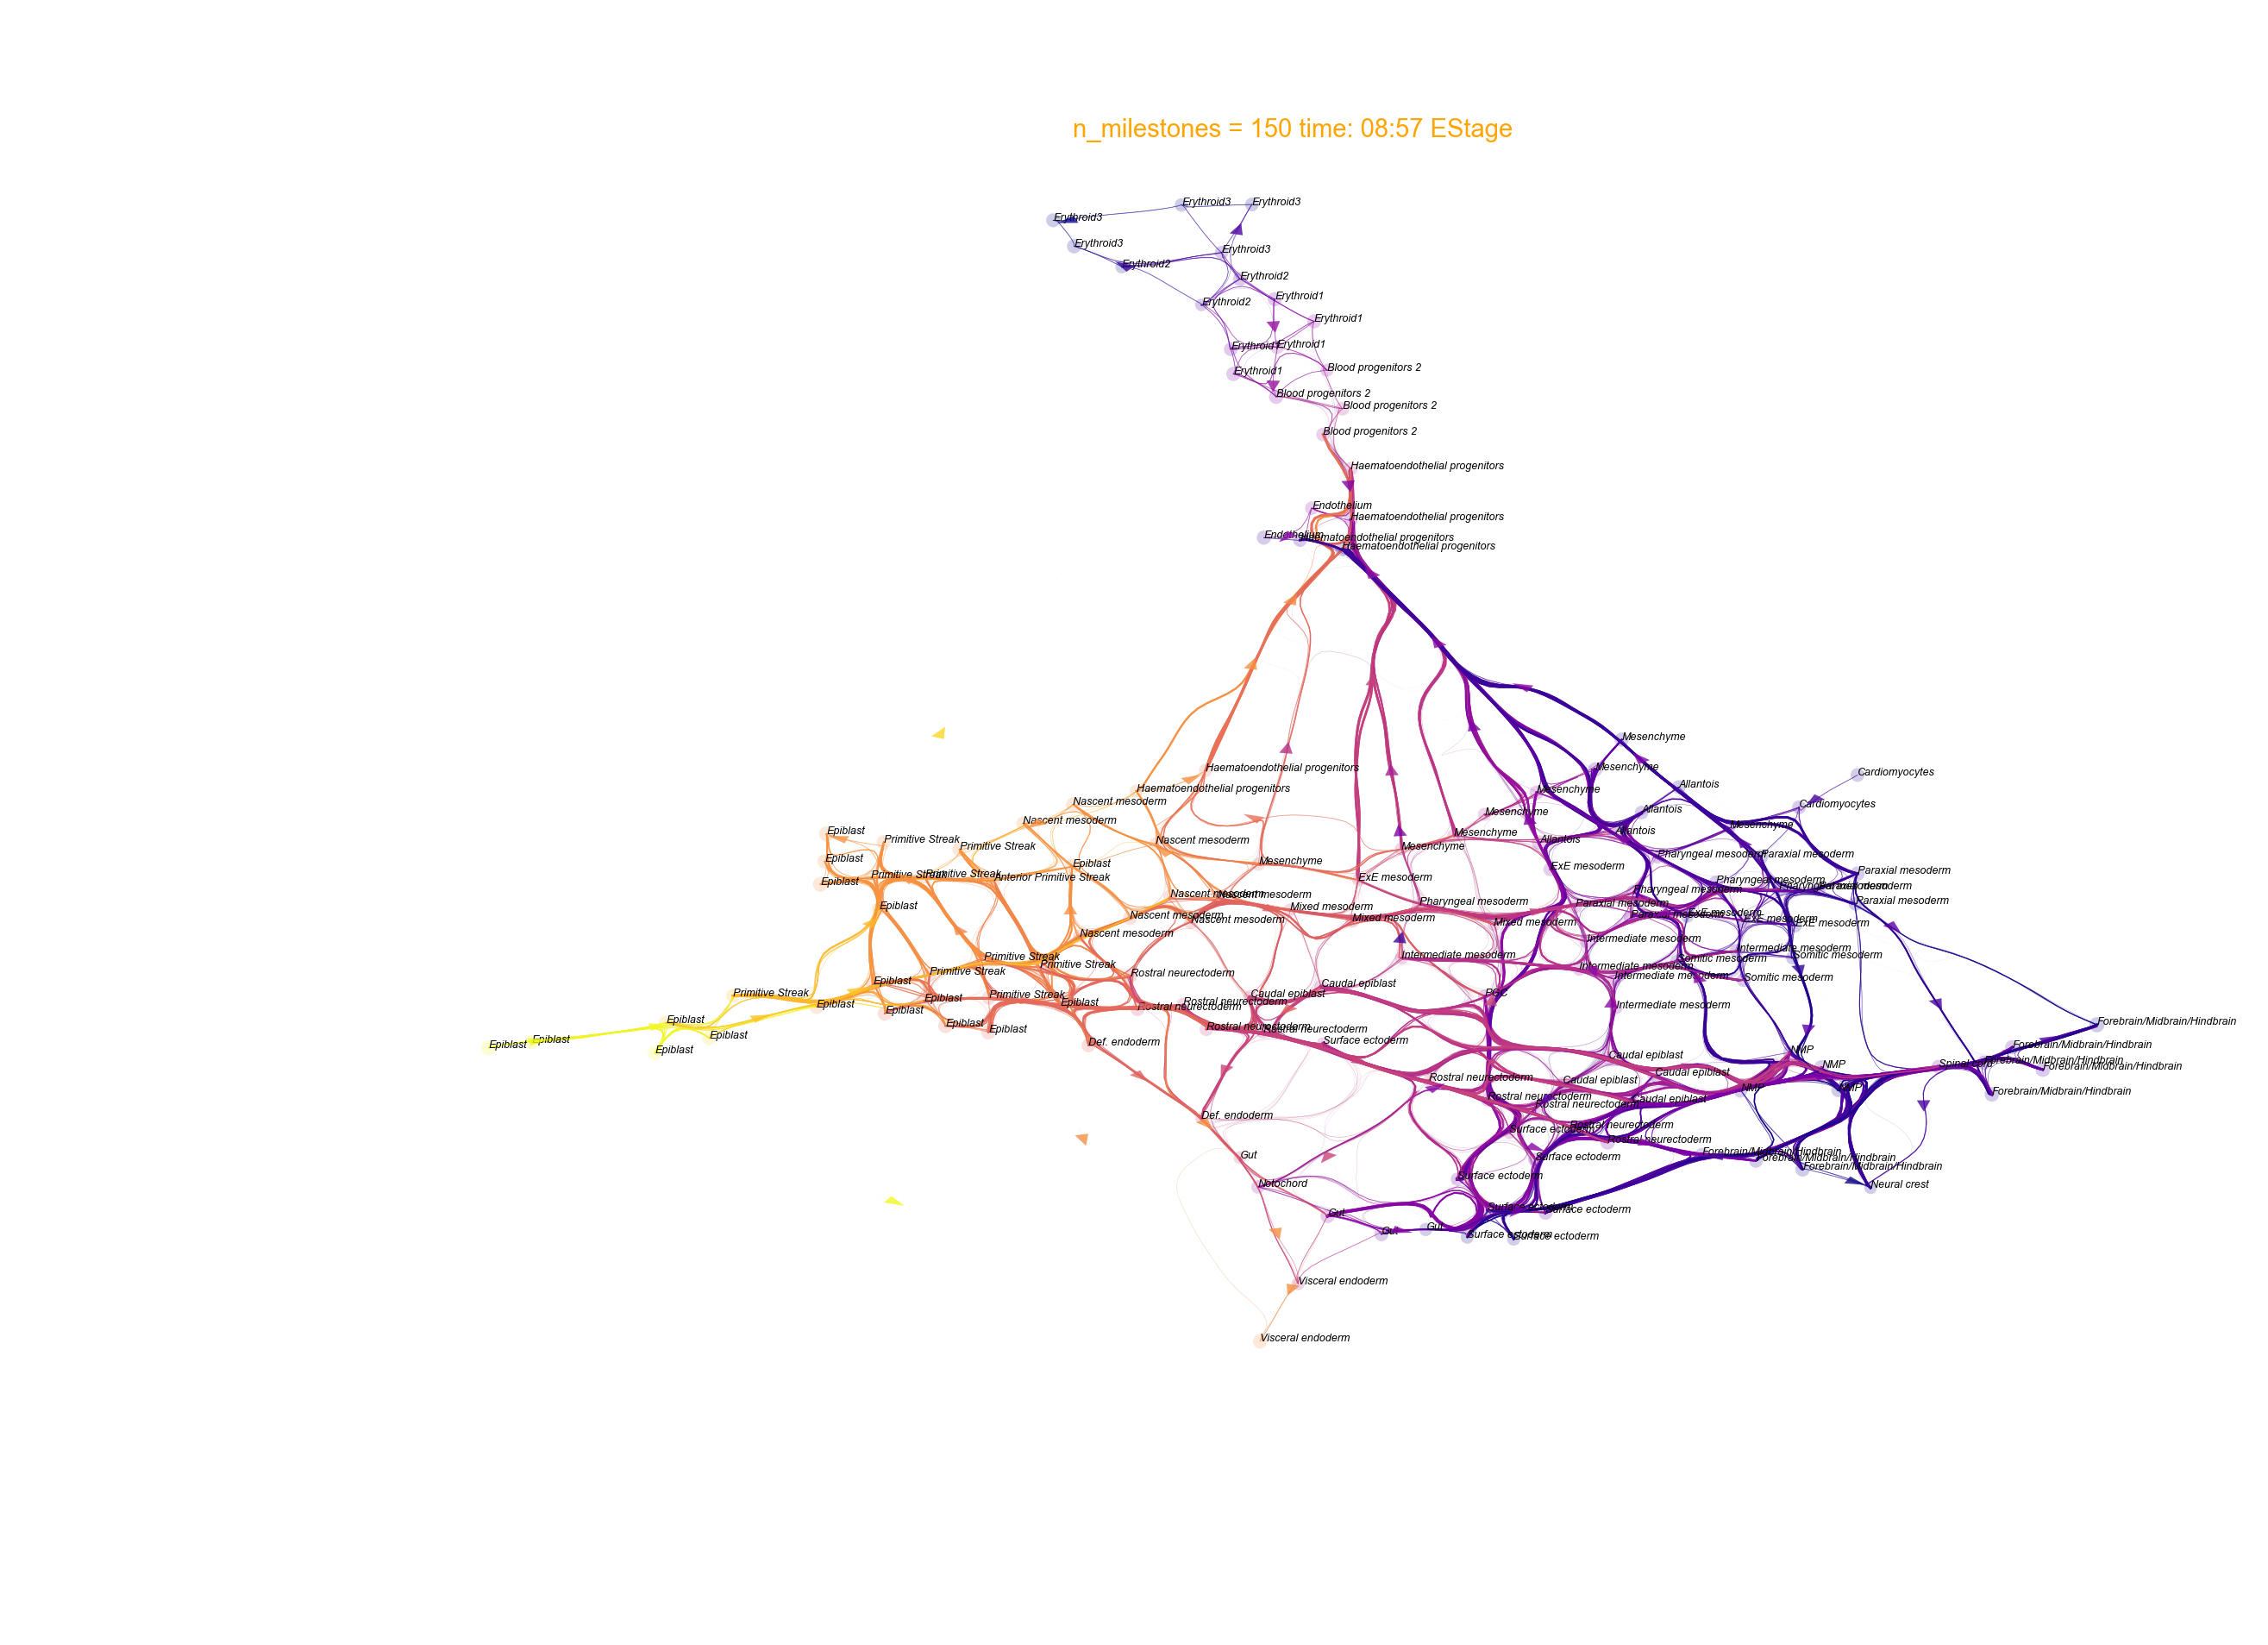 n_milestones = 150 time: 08:57 EStage
Erythroid3
Erythroid3
Erythroid3
Erythroid3
Erythroid3
Erythroid2
Erythroid2
Erythroid2
Erythroid1
Erythroid1
Erythroid1
Erythroid1
Blood progenitors 2
Erythroid1
Blood progenitors 2
Blood progenitors 2
Blood progenitors 2
Haematoendothelial progenitors
Endothelium
Haematoendothelial progenitors
Endothelium
Haematoendothelial progenitors
Haematoendothelial progenitors
Mesenchyme
Haematoendothelial progenitors
Mesenchyme
Cardiomyocytes
Haematoendothelial progenitors
Mesenchyme
Allantois
Nascent mesoderm
Cardiomyocytes
Mesenchyme
Allantois
Nascent mesoderm
Mesenchyme
Epiblast
Mesenchyme
Allantois
Primitive Streak
Nascent mesoderm
Allantois
Primitive Streak
Mesenchyme
Pharyngeal mesoderm
Paraxial mesoderm
Epiblast
Epiblast
Mesenchyme
ExE mesoderm
Paraxial mesoderm
Primitive Streak
Primitive Streak
Anterior Primitive Streak
ExE mesoderm
Epiblast
Pharyngeal mesoderm
Pharyngeal mesoderm
Paraxial mesoderm
Nascent mesoderm
Nascent mesoderm
Pharyngeal mesoderm
Pharyngeal mesoderm
Paraxial mesoderm
Epiblast
Mixed mesoderm
Paraxial mesoderm
Nascent mesoderm
Nascent mesoderm
Mixed mesoderm
Mixed mesoderm
Paraxial mesoderm
ExE mesoderm
ExE mesoderm
ExE mesoderm
Nascent mesoderm
Intermediate mesoderm
Intermediate mesoderm
Primitive Streak
Primitive Streak
Intermediate mesoderm
Intermediate mesoderm
Somitic mesoderm
Somitic mesoderm
Primitive Streak
Rostral neurectoderm
Intermediate mesoderm
Somitic mesoderm
Epiblast
Caudal epiblast
Primitive Streak
Epiblast
Primitive Streak
Epiblast
Rostral neurectoderm
Rostral neurectoderm
Caudal epiblast
PGC
Intermediate mesoderm
Epiblast
Epiblast
Epiblast
Epiblast
Epiblast
Rostral neurectoderm
Rostral neurectoderm
Forebrain/Midbrain/Hindbrain
Epiblast
Epiblast
Epiblast
Epiblast
Def. endoderm
Surface ectoderm
Forebrain/Midbrain/Hindbrain
Caudal epiblast
NMP
NMP
Spinal cord
Forebrain/Midbrain/Hindbrain
Forebrain/Midbrain/Hindbrain
Rostral neurectoderm
Caudal epiblast
Caudal epiblast
NMP
NMP
Forebrain/Midbrain/Hindbrain
Rostral neurectoderm
Rostral neurectoderm
Caudal epiblast
Def. endoderm
Surface ectoderm
Rostral neurectoderm
Rostral neurectoderm
Gut
Surface ectoderm
Forebrain/Midbrain/Hindbrain
Forebrain/Midbrain/Hindbrain
Forebrain/Midbrain/Hindbrain
Notochord
Surface ectoderm
Neural crest
Gut
Surface ectoderm
Surface ectoderm
Gut
Gut
Surface ectoderm
Surface ectoderm
Visceral endoderm
Visceral endoderm